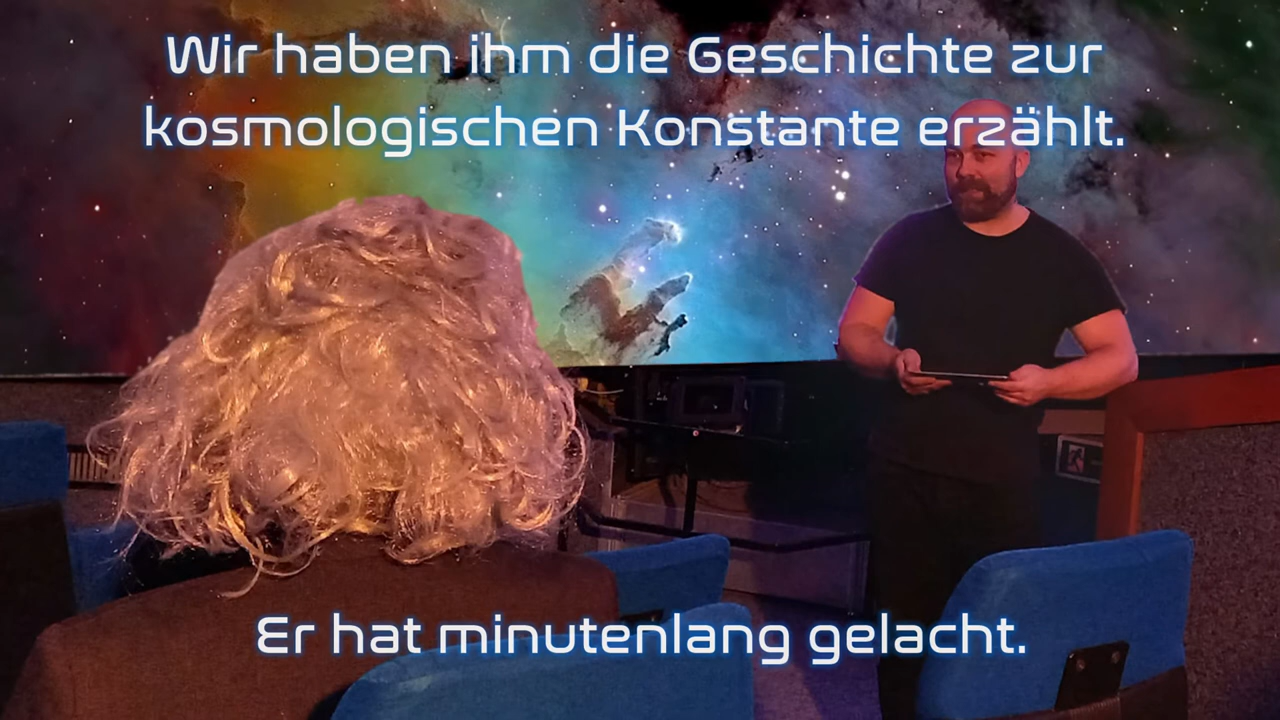 Wir haben ihm die Geschichte zur
kosmologischen Konstante erzählt.
Er hat minutenlang gelacht.